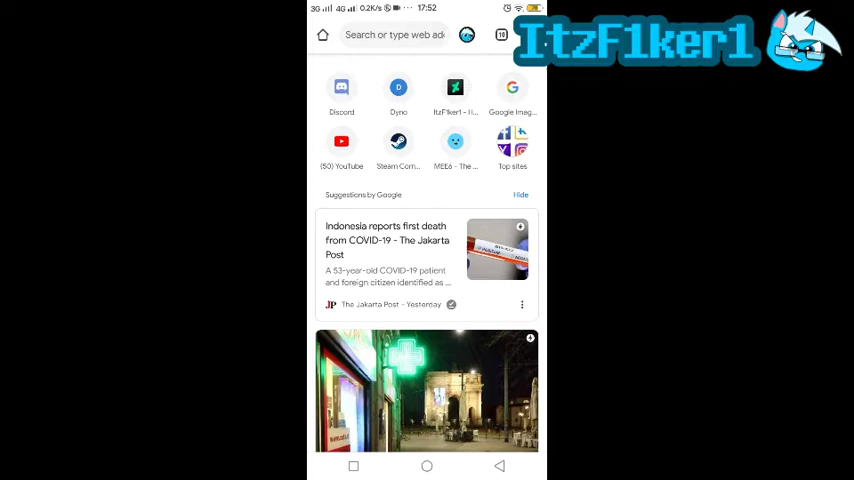 3G 4G 0.2K/s ··· 17:52
Search or type web add
10
ItzF1ker1
Discord
Dyno
ItzF1ker1 - I...
Google Imag...
(50) YouTube
Steam Com...
MEE6 - The ...
Top sites
Suggestions by Google
Hide
Indonesia reports first death
from COVID-19 - The Jakarta
Post
A 53-year-old COVID-19 patient
and foreign citizen identified as ...
JP The Jakarta Post - Yesterday